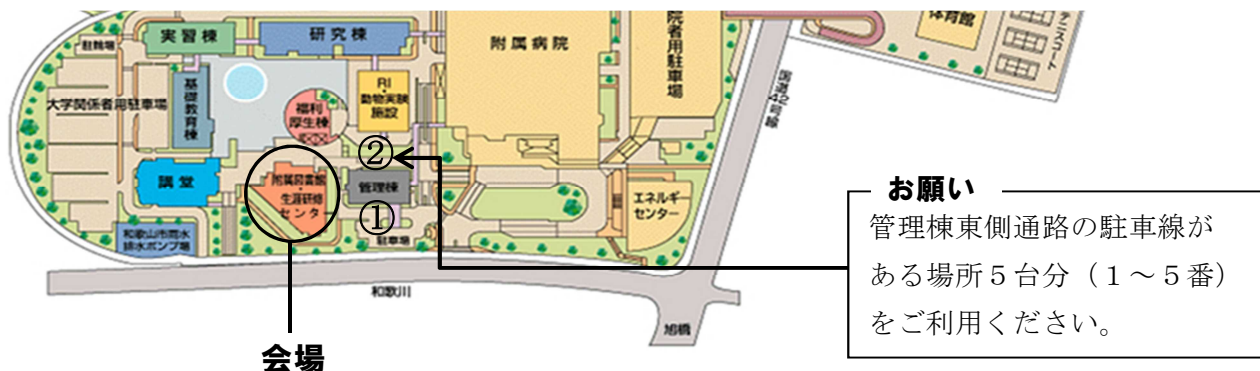 実習棟
研究棟
駐輪場
附属病院
院者用駐車場
体育館
テニスコート
国道42号線
大学関係者用駐車場
基礎教育棟
RI
・
動物実験
施設
福利
厚生棟
②
講堂
附属図書館
・
生涯研修
センター
管理棟
①
駐車場
エネルギー
センター
和歌山市雨水
排水ポンプ場
和歌川
旭橋
会場
お願い
管理棟東側通路の駐車線が
ある場所5台分（1～5番）
をご利用ください。